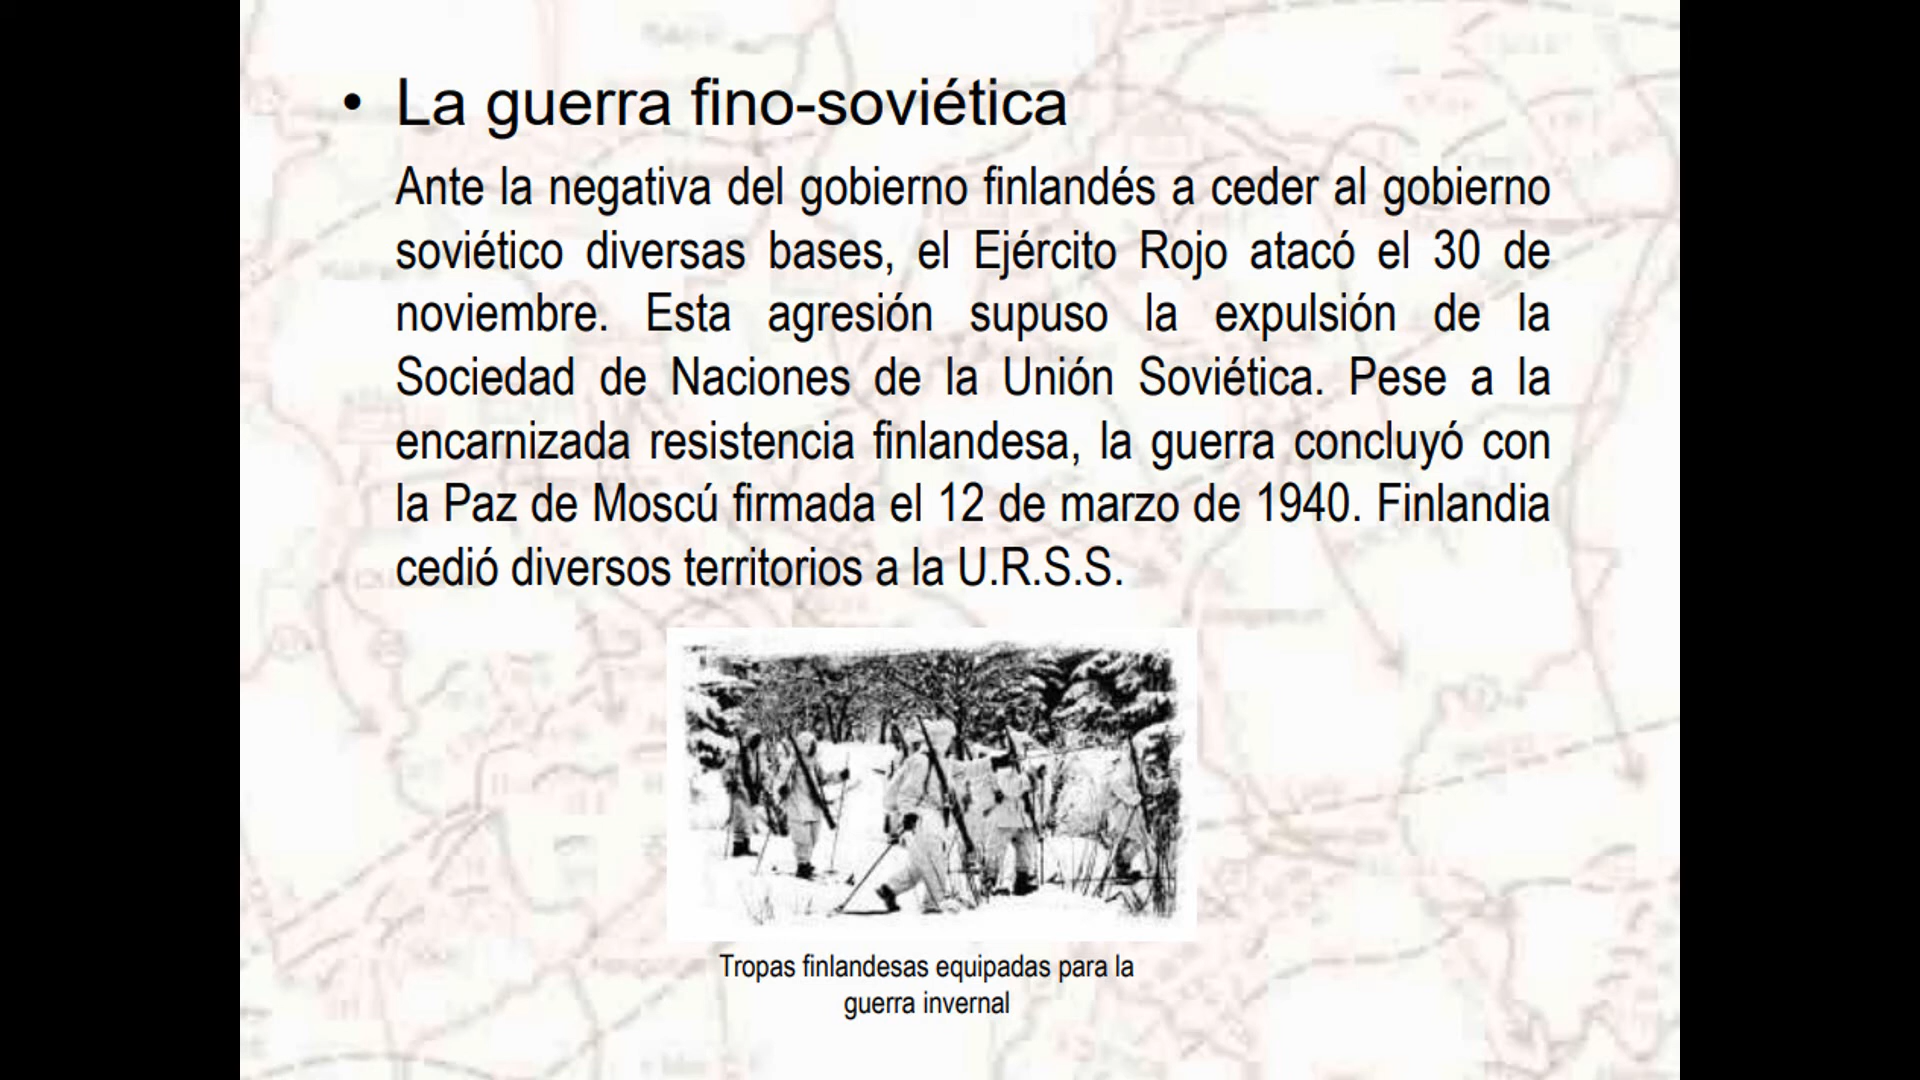 • La guerra fino-soviética
Ante la negativa del gobierno finlandés a ceder al gobierno
soviético diversas bases, el Ejército Rojo atacó el 30 de
noviembre. Esta agresión supuso la expulsión de la
Sociedad de Naciones de la Unión Soviética. Pese a la
encarnizada resistencia finlandesa, la guerra concluyó con
la Paz de Moscú firmada el 12 de marzo de 1940. Finlandia
cedió diversos territorios a la U.R.S.S.
Tropas finlandesas equipadas para la
guerra invernal